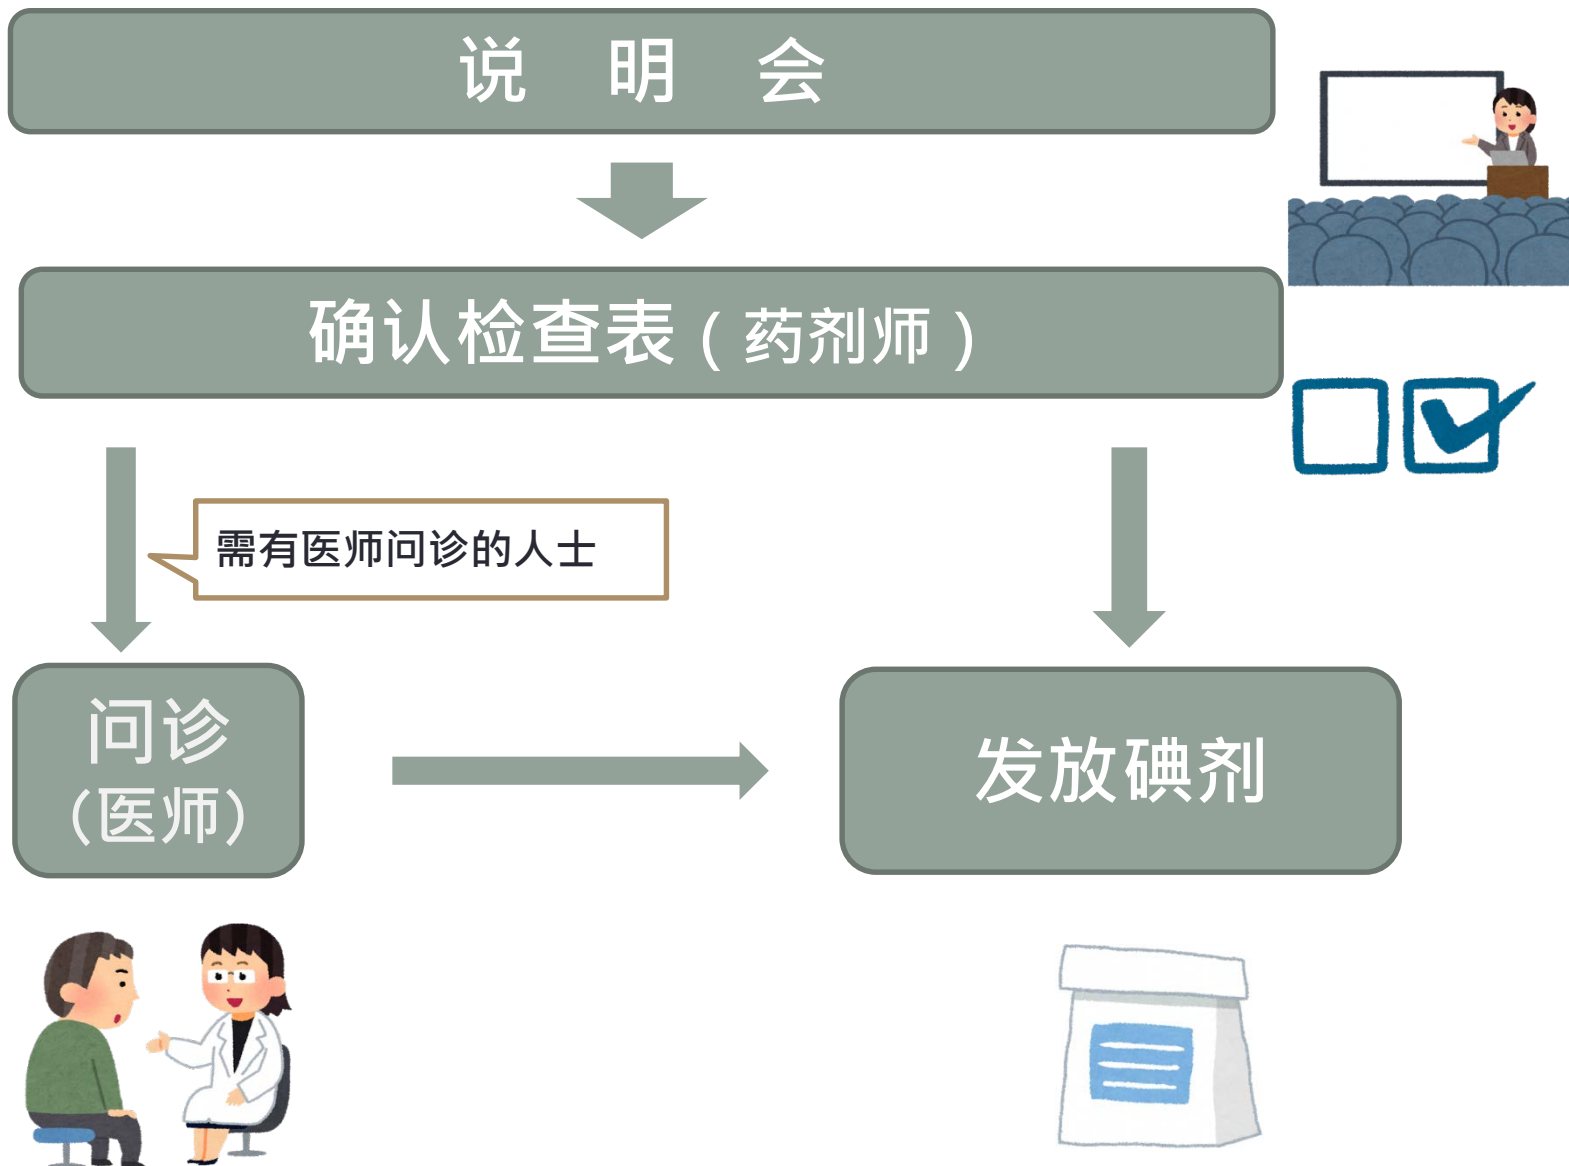 说 明 会
确认检查表（药剂师）
需有医师问诊的人士
问诊
（医师）
发放碘剂